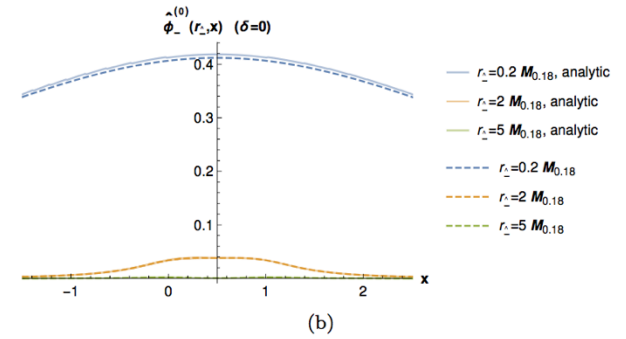 ϕ̂₋⁽⁰⁾ (r₋̂,x) (δ=0)
0.4
0.3
0.2
0.1
-1
0
1
2
x
r₋̂=0.2 M₀.₁₈, analytic
r₋̂=2 M₀.₁₈, analytic
r₋̂=5 M₀.₁₈, analytic
r₋̂=0.2 M₀.₁₈
r₋̂=2 M₀.₁₈
r₋̂=5 M₀.₁₈
(b)